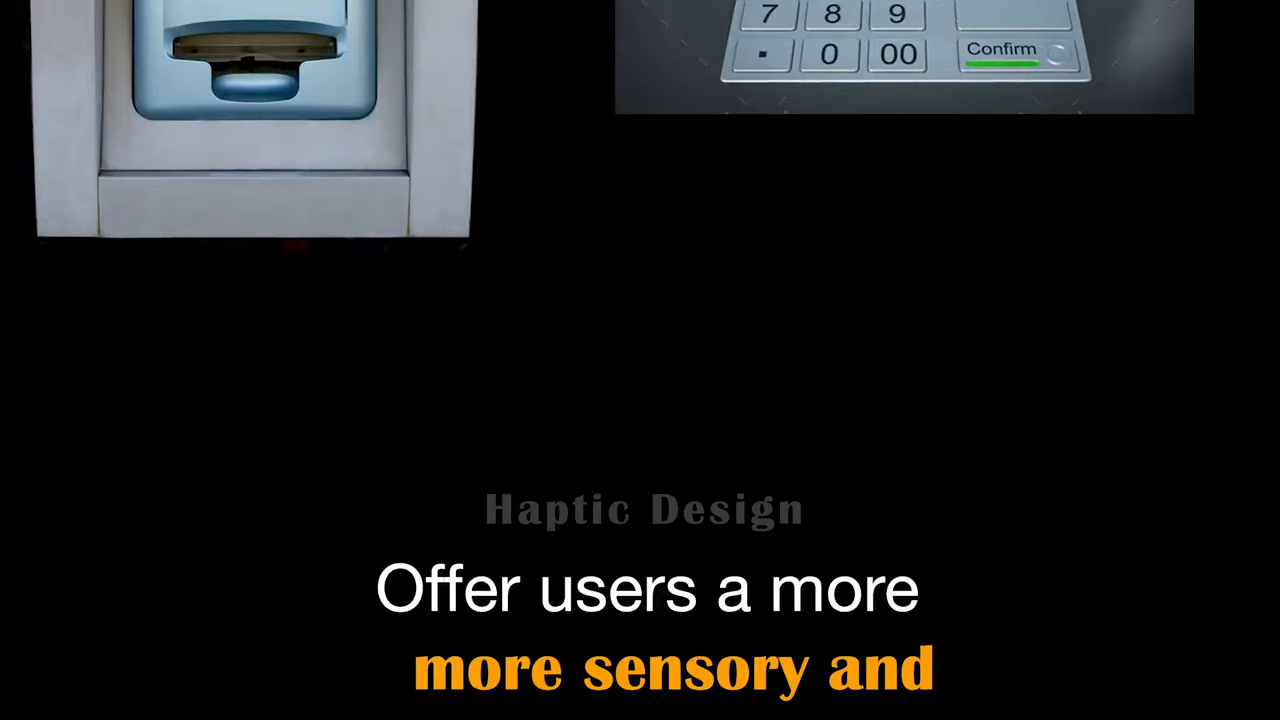 7 8 9
. 0 00 Confirm
Haptic Design
Offer users a more
more sensory and